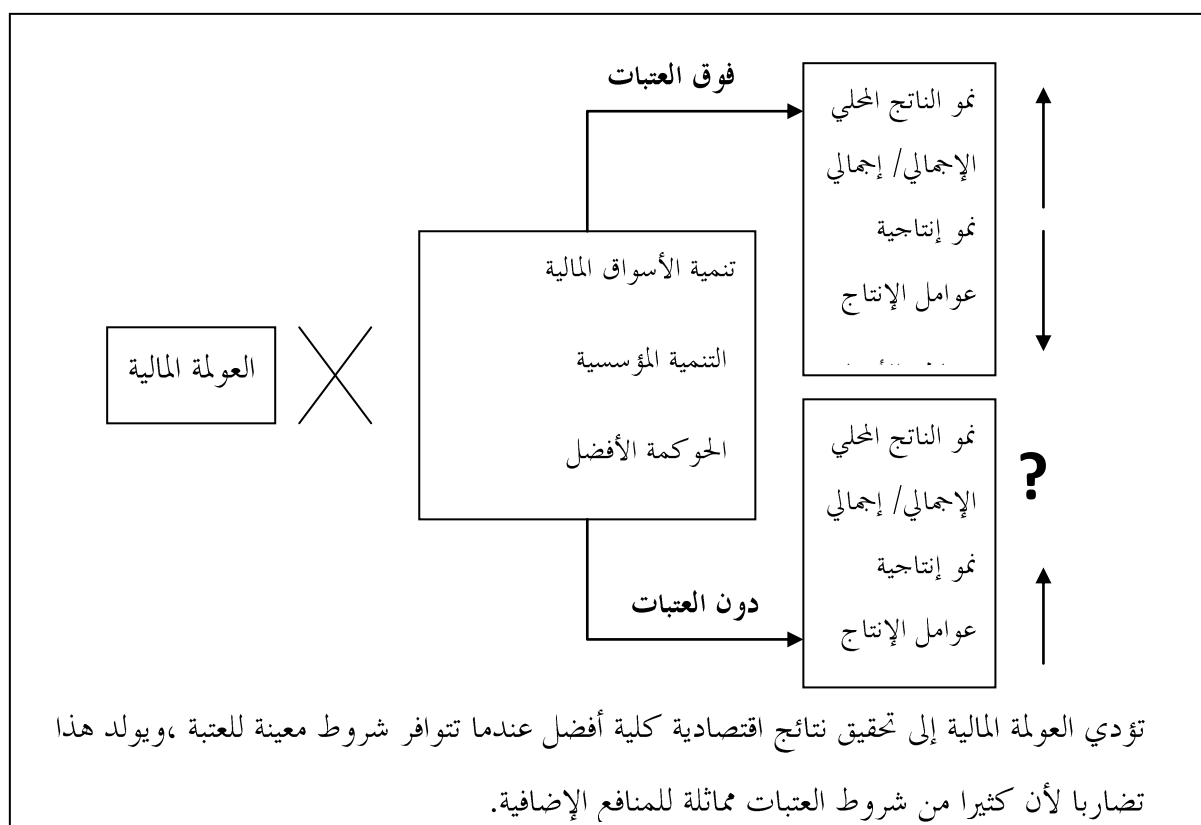 فوق العتبات
نمو الناتج المحلي
الإجمالي/ إجمالي
نمو إنتاجية
عوامل الإنتاج
تنمية الأسواق المالية
التنمية المؤسسية
الحوكمة الأفضل
العولمة المالية
دون العتبات
نمو الناتج المحلي
الإجمالي/ إجمالي
نمو إنتاجية
عوامل الإنتاج
?
تؤدي العولمة المالية إلى تحقيق نتائج اقتصادية كلية أفضل عندما تتوافر شروط معينة للعتبة ،ويولد هذا
تضاربا لأن كثيرا من شروط العتبات مماثلة للمنافع الإضافية.